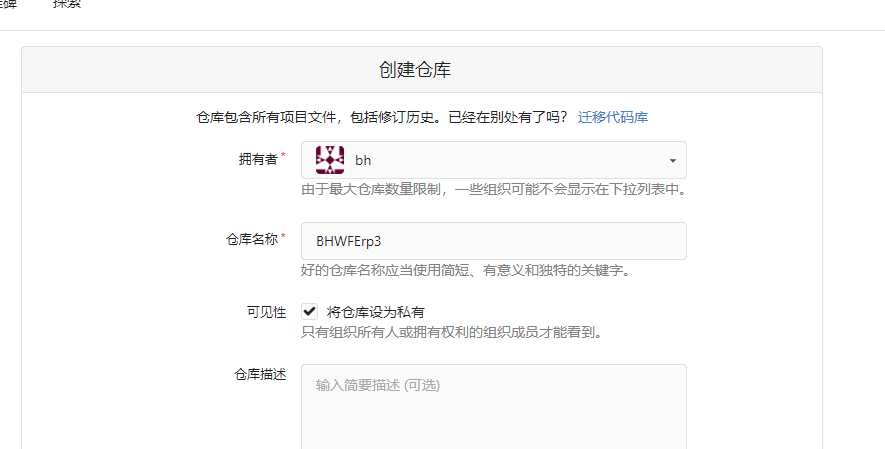 探索
创建仓库
仓库包含所有项目文件，包括修订历史。已经在别处有了吗？ 迁移代码库
拥有者*
bh
由于最大仓库数量限制，一些组织可能不会显示在下拉列表中。
仓库名称*
BHWFErp3
好的仓库名称应当使用简短、有意义和独特的关键字。
可见性
将仓库设为私有
只有组织所有人或拥有权利的组织成员才能看到。
仓库描述
输入简要描述 (可选)